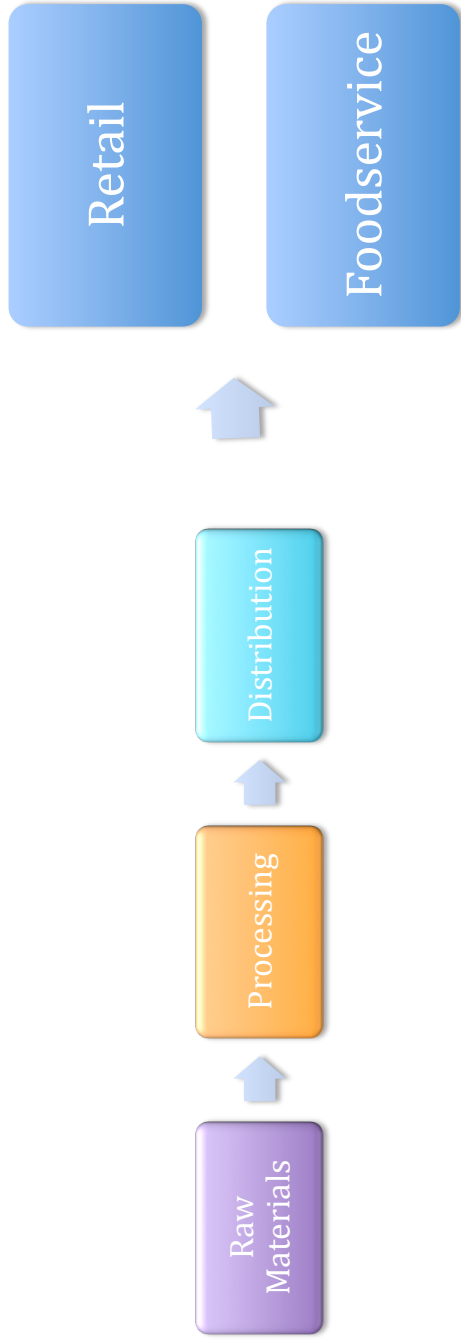 Raw
Materials
Processing
Distribution
Retail
Foodservice